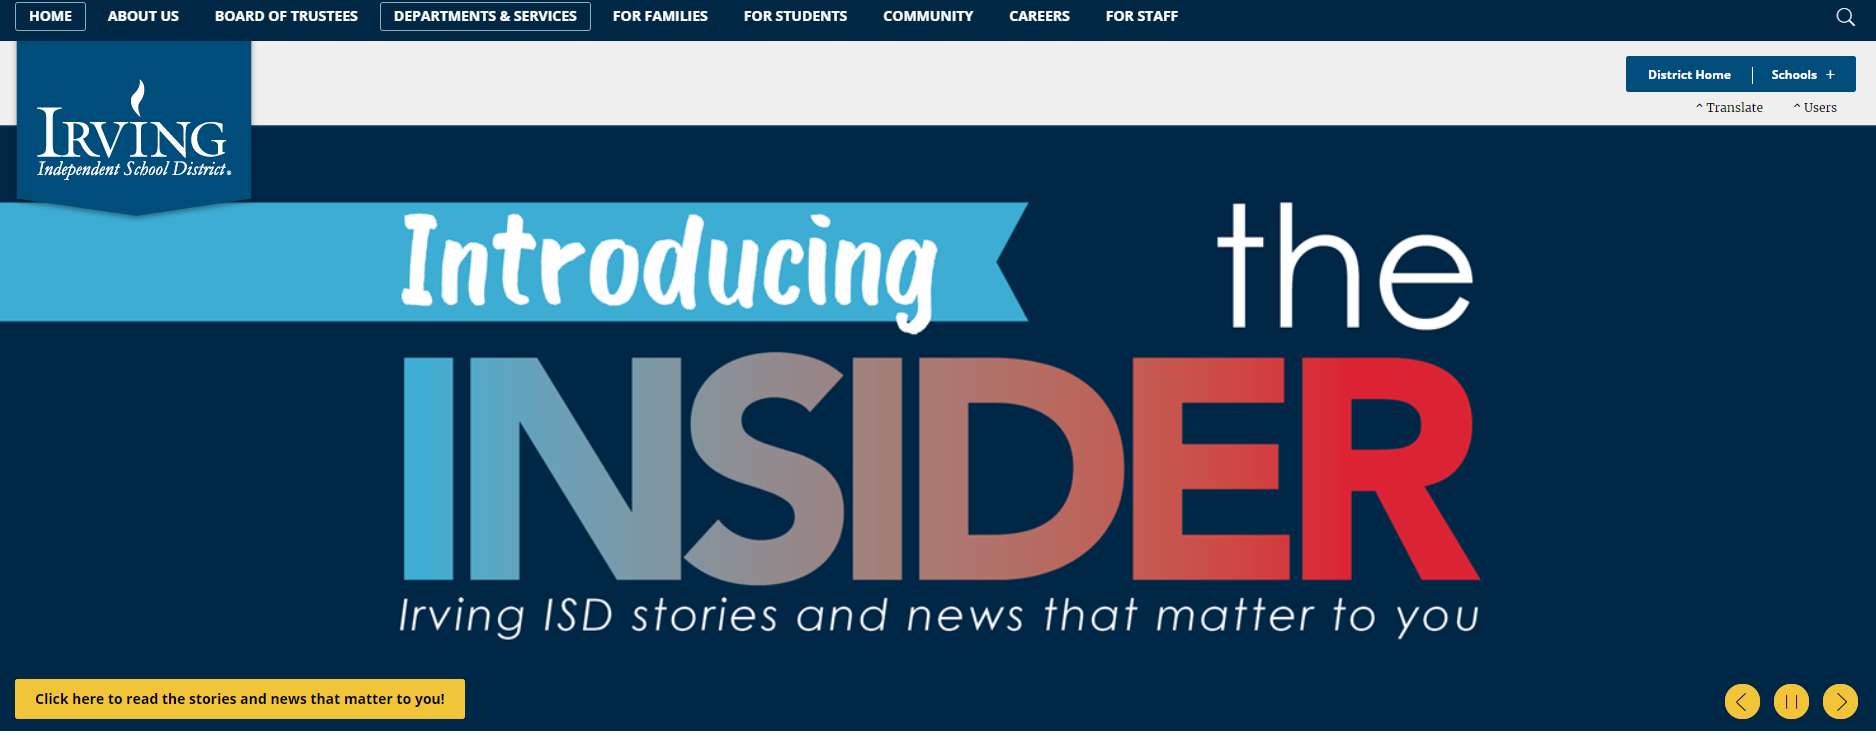 HOME ABOUT US BOARD OF TRUSTEES DEPARTMENTS & SERVICES FOR FAMILIES FOR STUDENTS COMMUNITY CAREERS FOR STAFF
District Home Schools +
^ Translate ^ Users
IRVING
Independent School District®
Introducing the
INSIDER
Irving ISD stories and news that matter to you
Click here to read the stories and news that matter to you!